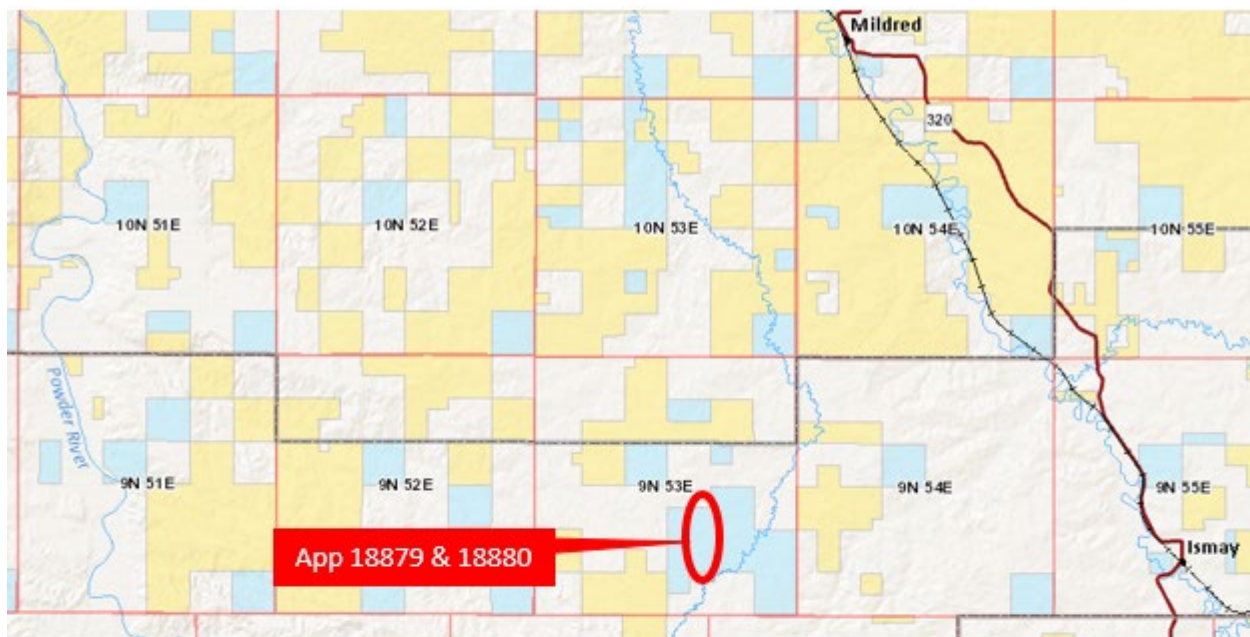 Mildred
320
10N 51E
10N 52E
10N 53E
10N 54E
10N 55E
Powder River
9N 51E
9N 52E
9N 53E
9N 54E
9N 55E
App 18879 & 18880
Ismay